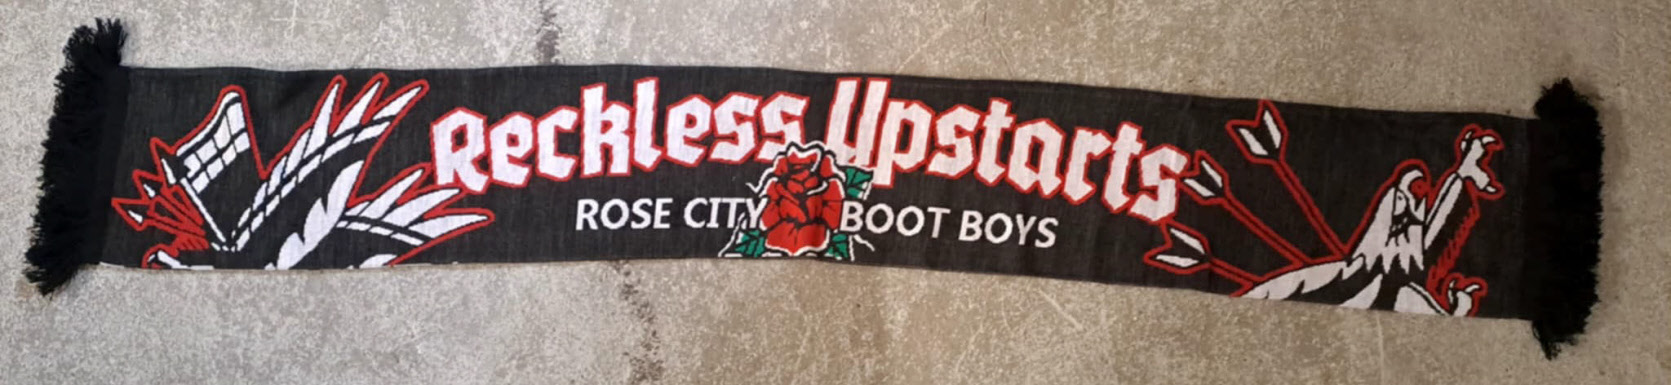 Reckless Upstarts
ROSE CITY BOOT BOYS